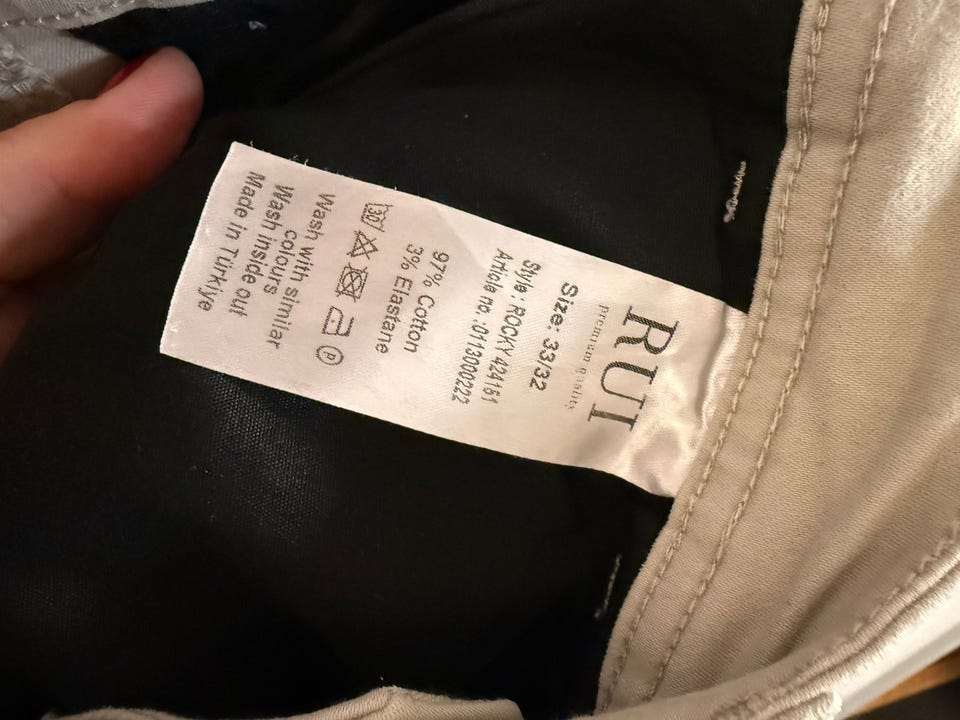 RUI
Premium Quality
Size: 33/32
Style: ROCKY 424161
Article no.:0113000222
97% Cotton
3% Elastane
30
P
Wash with similar
colours
Wash inside out
Made in Türkiye